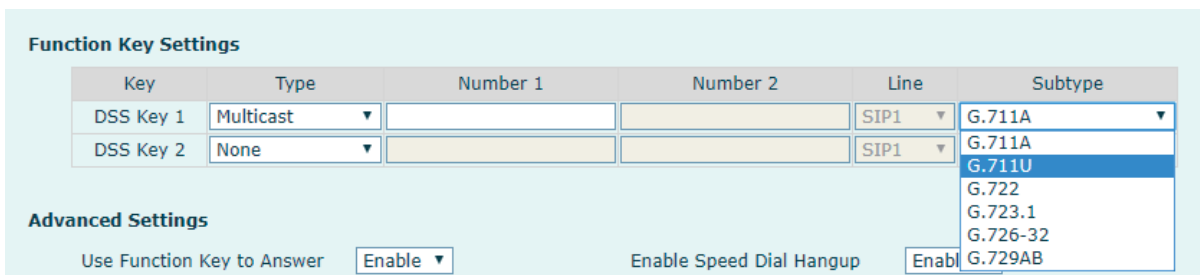 Function Key Settings
Key Type Number 1 Number 2 Line Subtype
DSS Key 1 Multicast SIP1 G.711A
DSS Key 2 None SIP1 G.711A
G.711U
G.722
G.723.1
G.726-32
Advanced Settings
Use Function Key to Answer Enable Enable Speed Dial Hangup Enabl G.729AB